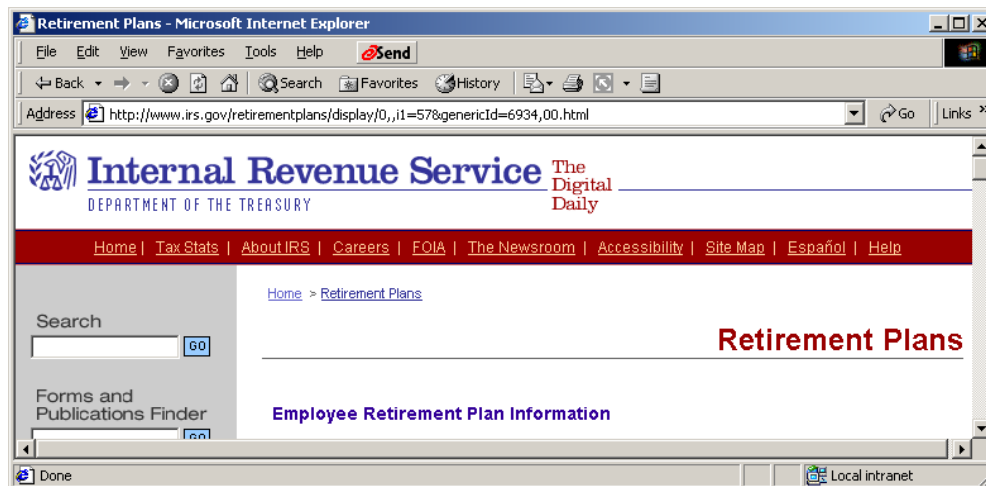 Retirement Plans - Microsoft Internet Explorer
File Edit View Favorites Tools Help Send
Back Search Favorites History
Address http://www.irs.gov/retirementplans/display/0,,i1=57&genericId=6934,00.html Go Links »
Internal Revenue Service The Digital Daily
DEPARTMENT OF THE TREASURY
Home | Tax Stats | About IRS | Careers | FOIA | The Newsroom | Accessibility | Site Map | Español | Help
Home > Retirement Plans
Search
GO
Retirement Plans
Forms and
Publications Finder
GO
Employee Retirement Plan Information
Done Local intranet